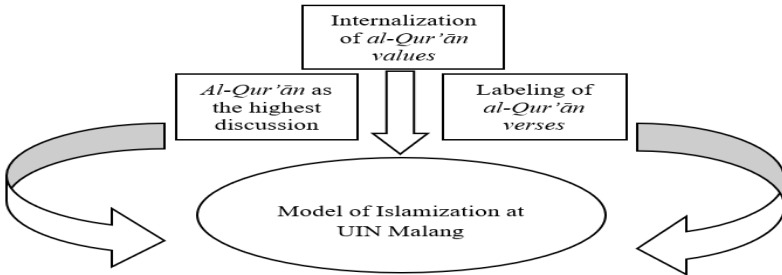 Internalization
of al-Qur’ān
values
Al-Qur’ān as
the highest
discussion
Labeling of
al-Qur’ān
verses
Model of Islamization at
UIN Malang